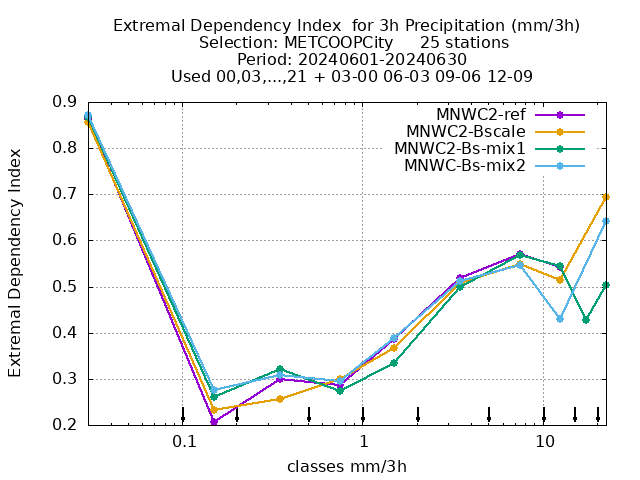 Extremal Dependency Index  for 3h Precipitation (mm/3h)
Selection: METCOOPCity     25 stations
Period: 20240601-20240630
Used 00,03,...,21 + 03-00 06-03 09-06 12-09
MNWC2-ref
MNWC2-Bscale
MNWC2-Bs-mix1
MNWC-Bs-mix2
Extremal Dependency Index
0.9
0.8
0.7
0.6
0.5
0.4
0.3
0.2
0.1
1
10
classes mm/3h